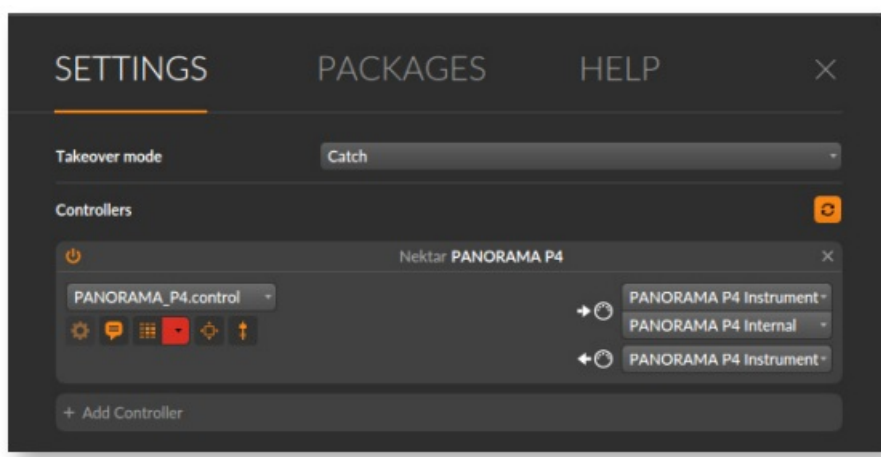 SETTINGS PACKAGES HELP
Takeover mode Catch
Controllers
Nektar PANORAMA P4
PANORAMA_P4.control PANORAMA P4 Instrument
PANORAMA P4 Internal
PANORAMA P4 Instrument
+ Add Controller